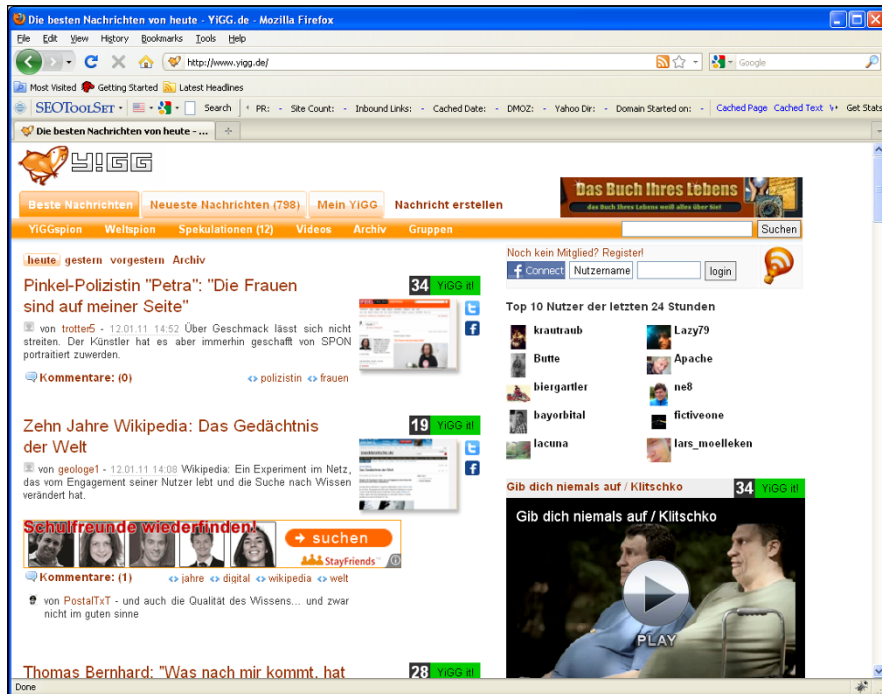 Die besten Nachrichten von heute - YiGG.de - Mozilla Firefox
File Edit View History Bookmarks Tools Help
http://www.yigg.de/ Google
Most Visited Getting Started Latest Headlines
SEOToolSet Search PR: - Site Count: - Inbound Links: - Cached Date: - DMOZ: - Yahoo Dir: - Domain Started on: - Cached Page Cached Text Get Stats
Die besten Nachrichten von heute - ...
Y!GG
Das Buch Ihres Lebens
das Buch Ihres Lebens weiß alles über Sie!
Beste Nachrichten Neueste Nachrichten (798) Mein YiGG Nachricht erstellen
YiGGspion Weltspion Spekulationen (12) Videos Archiv Gruppen Suchen
heute gestern vorgestern Archiv
Pinkel-Polizistin "Petra": "Die Frauen
sind auf meiner Seite"
34 YiGG it!
von trotter5 - 12.01.11 14:52 Über Geschmack lässt sich nicht
streiten. Der Künstler hat es aber immerhin geschafft von SPON
portraitiert zuwerden.
Kommentare: (0) polizistin frauen
Zehn Jahre Wikipedia: Das Gedächtnis
der Welt
19 YiGG it!
von geologe1 - 12.01.11 14:08 Wikipedia: Ein Experiment im Netz,
das vom Engagement seiner Nutzer lebt und die Suche nach Wissen
verändert hat.
Schulfreunde wiederfinden!
suchen
StayFriends
Kommentare: (1) jahre digital wikipedia welt
von PostalTxT - und auch die Qualität des Wissens... und zwar
nicht im guten sinne
Thomas Bernhard: "Was nach mir kommt, hat
28 YiGG it!
Noch kein Mitglied? Register!
Connect Nutzername login
Top 10 Nutzer der letzten 24 Stunden
krautraub Lazy79
Butte Apache
biergartler ne8
bayorbital fictiveone
lacuna lars_moelleken
Gib dich niemals auf / Klitschko 34 YiGG it!
Gib dich niemals auf / Klitschko
PLAY
Done